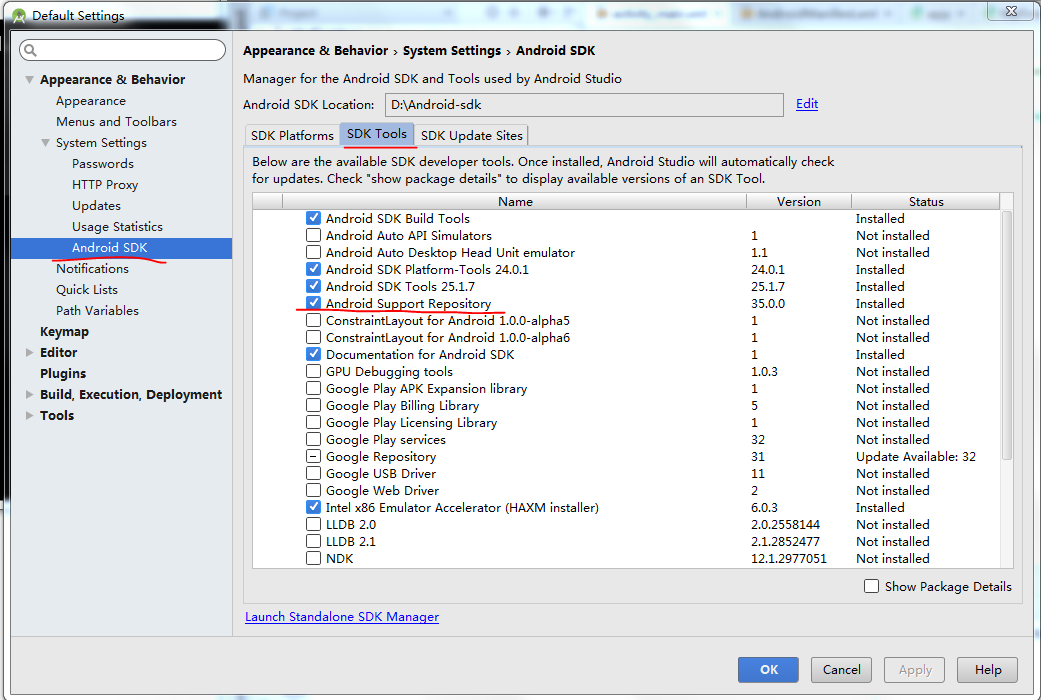 Default Settings
Appearance & Behavior
Appearance
Menus and Toolbars
System Settings
Passwords
HTTP Proxy
Updates
Usage Statistics
Android SDK
Notifications
Quick Lists
Path Variables
Keymap
Editor
Plugins
Build, Execution, Deployment
Tools
Appearance & Behavior › System Settings › Android SDK
Manager for the Android SDK and Tools used by Android Studio
Android SDK Location: D:\Android-sdk Edit
SDK Platforms SDK Tools SDK Update Sites
Below are the available SDK developer tools. Once installed, Android Studio will automatically check
for updates. Check "show package details" to display available versions of an SDK Tool.
Name Version Status
Android SDK Build Tools Installed
Android Auto API Simulators 1 Not installed
Android Auto Desktop Head Unit emulator 1.1 Not installed
Android SDK Platform-Tools 24.0.1 24.0.1 Installed
Android SDK Tools 25.1.7 25.1.7 Installed
Android Support Repository 35.0.0 Installed
ConstraintLayout for Android 1.0.0-alpha5 1 Not installed
ConstraintLayout for Android 1.0.0-alpha6 1 Not installed
Documentation for Android SDK 1 Installed
GPU Debugging tools 1.0.3 Not installed
Google Play APK Expansion library 1 Not installed
Google Play Billing Library 5 Not installed
Google Play Licensing Library 1 Not installed
Google Play services 32 Not installed
Google Repository 31 Update Available: 32
Google USB Driver 11 Not installed
Google Web Driver 2 Not installed
Intel x86 Emulator Accelerator (HAXM installer) 6.0.3 Installed
LLDB 2.0 2.0.2558144 Not installed
LLDB 2.1 2.1.2852477 Not installed
NDK 12.1.2977051 Not installed
Show Package Details
Launch Standalone SDK Manager
OK Cancel Apply Help